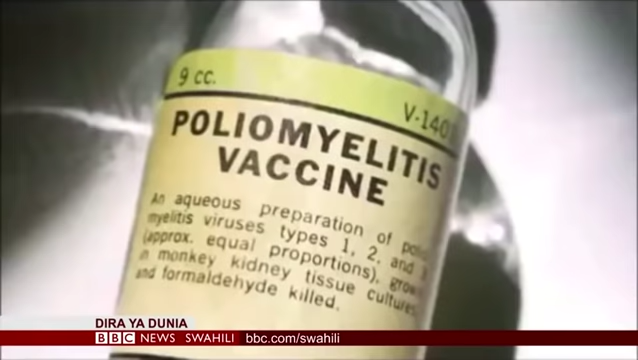 9 cc.
V-140
POLIOMYELITIS
VACCINE
An aqueous preparation of
myelitis viruses types 1, 2, and
(approx. equal proportions),
in monkey kidney tissue cultures
and formaldehyde killed.
DIRA YA DUNIA
BBC NEWS SWAHILI bbc.com/swahili